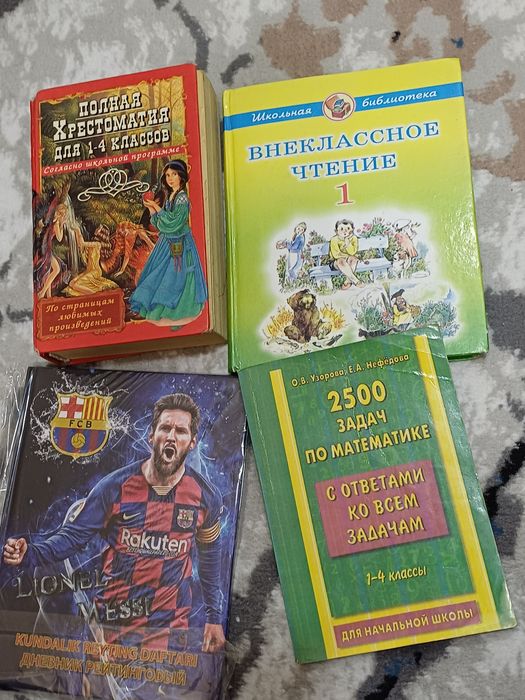 ПОЛНАЯ
ХРЕСТОМАТИЯ
ДЛЯ 1-4 КЛАССОВ
Согласно школьной программе
По страницам
любимых
произведений
Школьная библиотека
ВНЕКЛАССНОЕ
ЧТЕНИЕ
1
FCB
Rakuten
LIONEL
MESSI
KUNDALIK REYTING DAFTARI
ДНЕВНИК РЕЙТИНГОВЫЙ
О.В. Узорова, Е.А. Нефёдова
2500
ЗАДАЧ
ПО МАТЕМАТИКЕ
С ОТВЕТАМИ
КО ВСЕМ
ЗАДАЧАМ
1-4 классы
ДЛЯ НАЧАЛЬНОЙ ШКОЛЫ